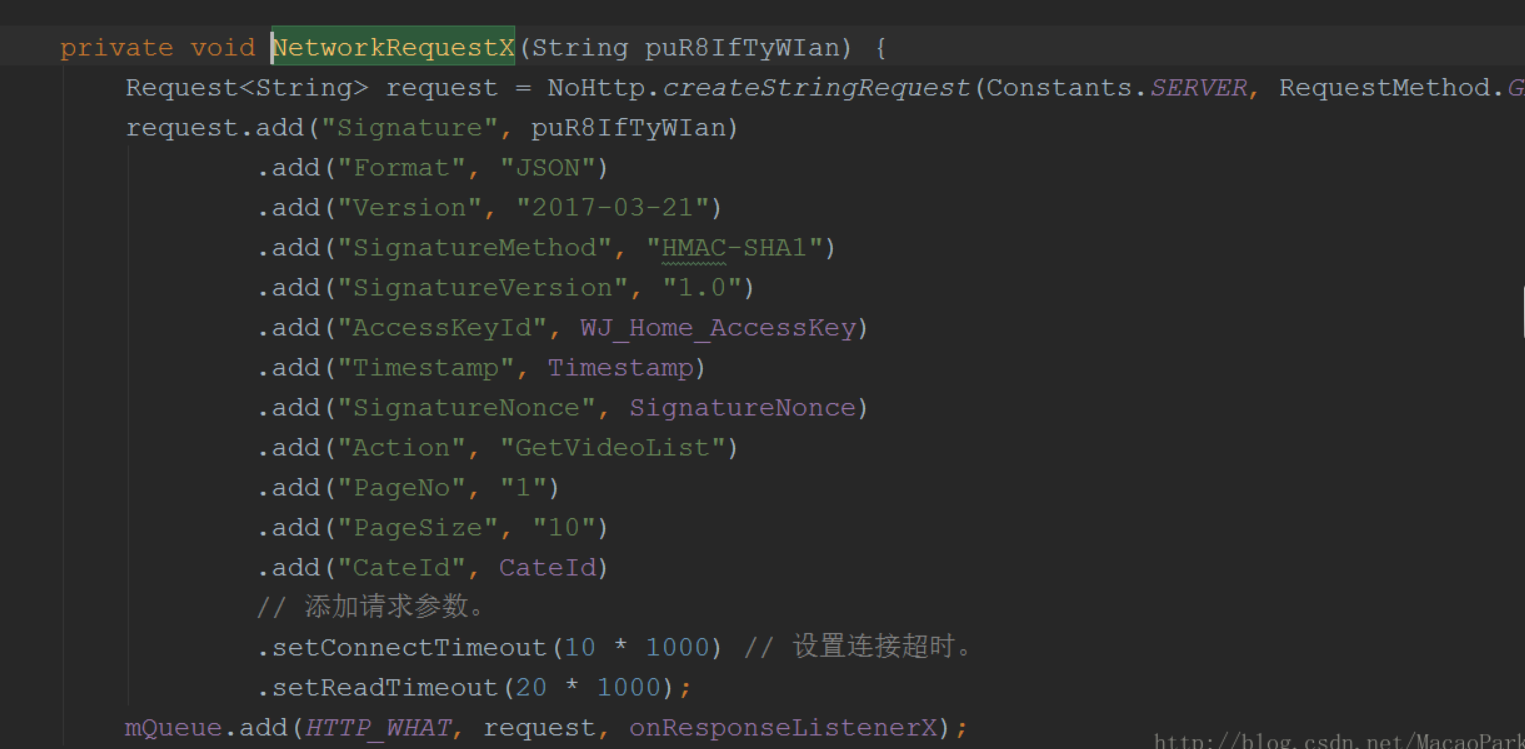 private void NetworkRequestX(String puR8IfTyWIan) {
Request<String> request = NoHttp.createStringRequest(Constants.SERVER, RequestMethod.G
request.add("Signature", puR8IfTyWIan)
.add("Format", "JSON")
.add("Version", "2017-03-21")
.add("SignatureMethod", "HMAC-SHA1")
.add("SignatureVersion", "1.0")
.add("AccessKeyId", WJ_Home_AccessKey)
.add("Timestamp", Timestamp)
.add("SignatureNonce", SignatureNonce)
.add("Action", "GetVideoList")
.add("PageNo", "1")
.add("PageSize", "10")
.add("CateId", CateId)
// 添加请求参数。
.setConnectTimeout(10 * 1000) // 设置连接超时。
.setReadTimeout(20 * 1000);
mQueue.add(HTTP_WHAT, request, onResponseListenerX);
http://blog.csdn.net/MacaoPark